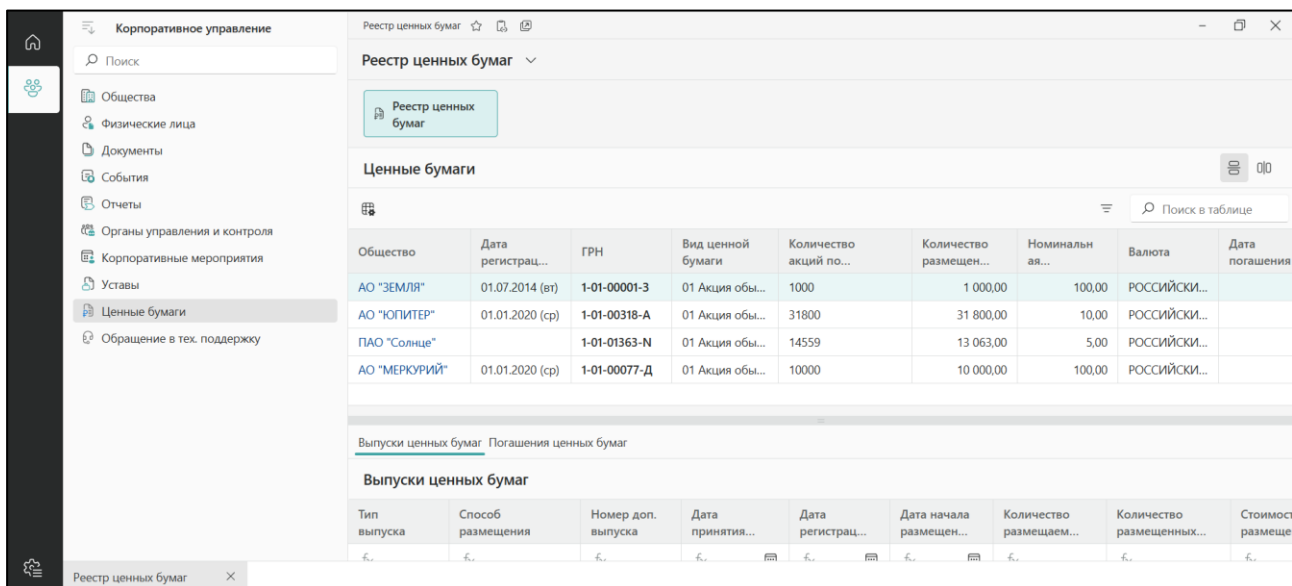 Корпоративное управление
Поиск
Общества
Физические лица
Документы
События
Отчеты
Органы управления и контроля
Корпоративные мероприятия
Уставы
Ценные бумаги
Обращение в тех. поддержку
Реестр ценных бумаг
Реестр ценных бумаг
Реестр ценных
бумаг
Ценные бумаги
Поиск в таблице
Общество Дата регистрац... ГРН Вид ценной бумаги Количество акций по... Количество размещен... Номинальн ая... Валюта Дата погашения
АО "ЗЕМЛЯ" 01.07.2014 (вт) 1-01-00001-3 01 Акция обы... 1000 1 000,00 100,00 РОССИЙСКИ...
АО "ЮПИТЕР" 01.01.2020 (ср) 1-01-00318-А 01 Акция обы... 31800 31 800,00 10,00 РОССИЙСКИ...
ПАО "Солнце" 1-01-01363-N 01 Акция обы... 14559 13 063,00 5,00 РОССИЙСКИ...
АО "МЕРКУРИЙ" 01.01.2020 (ср) 1-01-00077-Д 01 Акция обы... 10000 10 000,00 100,00 РОССИЙСКИ...
Выпуски ценных бумаг Погашения ценных бумаг
Выпуски ценных бумаг
Тип выпуска Способ размещения Номер доп. выпуска Дата принятия... Дата регистрац... Дата начала размещен... Количество размещаем... Количество размещенных... Стоимост размеще
Реестр ценных бумаг